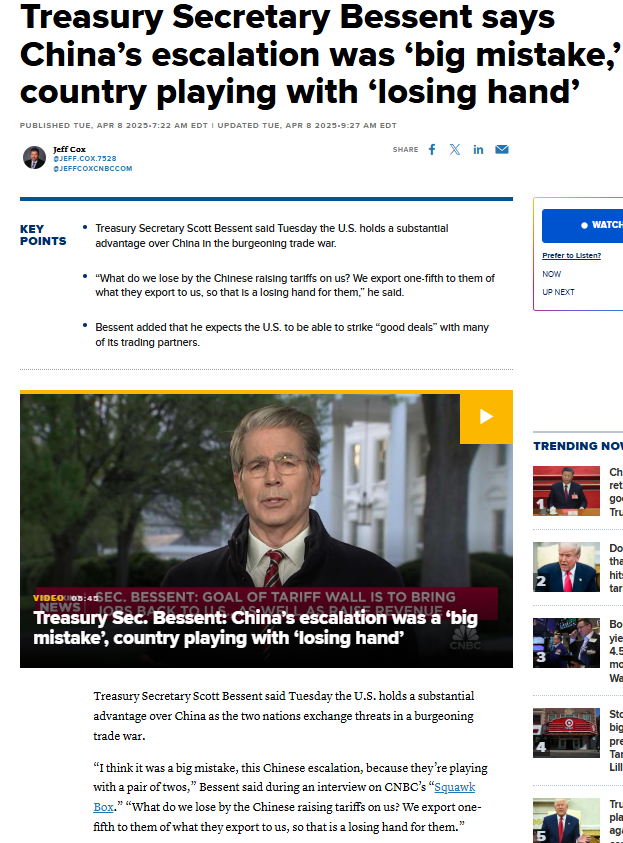 Treasury Secretary Bessent says
China’s escalation was ‘big mistake,’
country playing with ‘losing hand’
PUBLISHED TUE, APR 8 2025•7:22 AM EDT | UPDATED TUE, APR 8 2025•9:27 AM EDT
Jeff Cox
@JEFF.COX.7528
@JEFFCOXCNBCCOM
SHARE
KEY
POINTS
• Treasury Secretary Scott Bessent said Tuesday the U.S. holds a substantial
advantage over China in the burgeoning trade war.
• “What do we lose by the Chinese raising tariffs on us? We export one-fifth to them of
what they export to us, so that is a losing hand for them,” he said.
• Bessent added that he expects the U.S. to be able to strike “good deals” with many
of its trading partners.
VIDEO 03:45
NEWS
SEC. BESSENT: GOAL OF TARIFF WALL IS TO BRING
JOBS BACK TO U.S. AS WELL AS RAISE REVENUE
Treasury Sec. Bessent: China’s escalation was a ‘big
mistake’, country playing with ‘losing hand’
CNBC
Treasury Secretary Scott Bessent said Tuesday the U.S. holds a substantial
advantage over China as the two nations exchange threats in a burgeoning
trade war.
“I think it was a big mistake, this Chinese escalation, because they’re playing
with a pair of twos,” Bessent said during an interview on CNBC’s “Squawk
Box.” “What do we lose by the Chinese raising tariffs on us? We export one-
fifth to them of what they export to us, so that is a losing hand for them.”
WATCH
Prefer to Listen?
NOW
UP NEXT
TRENDING NOW
1
Ch
ret
go
Tru
2
Do
tha
hits
tar
3
Bo
yie
4.5
mo
Wa
4
Sto
big
pre
Tar
Lill
5
Tru
pla
aga